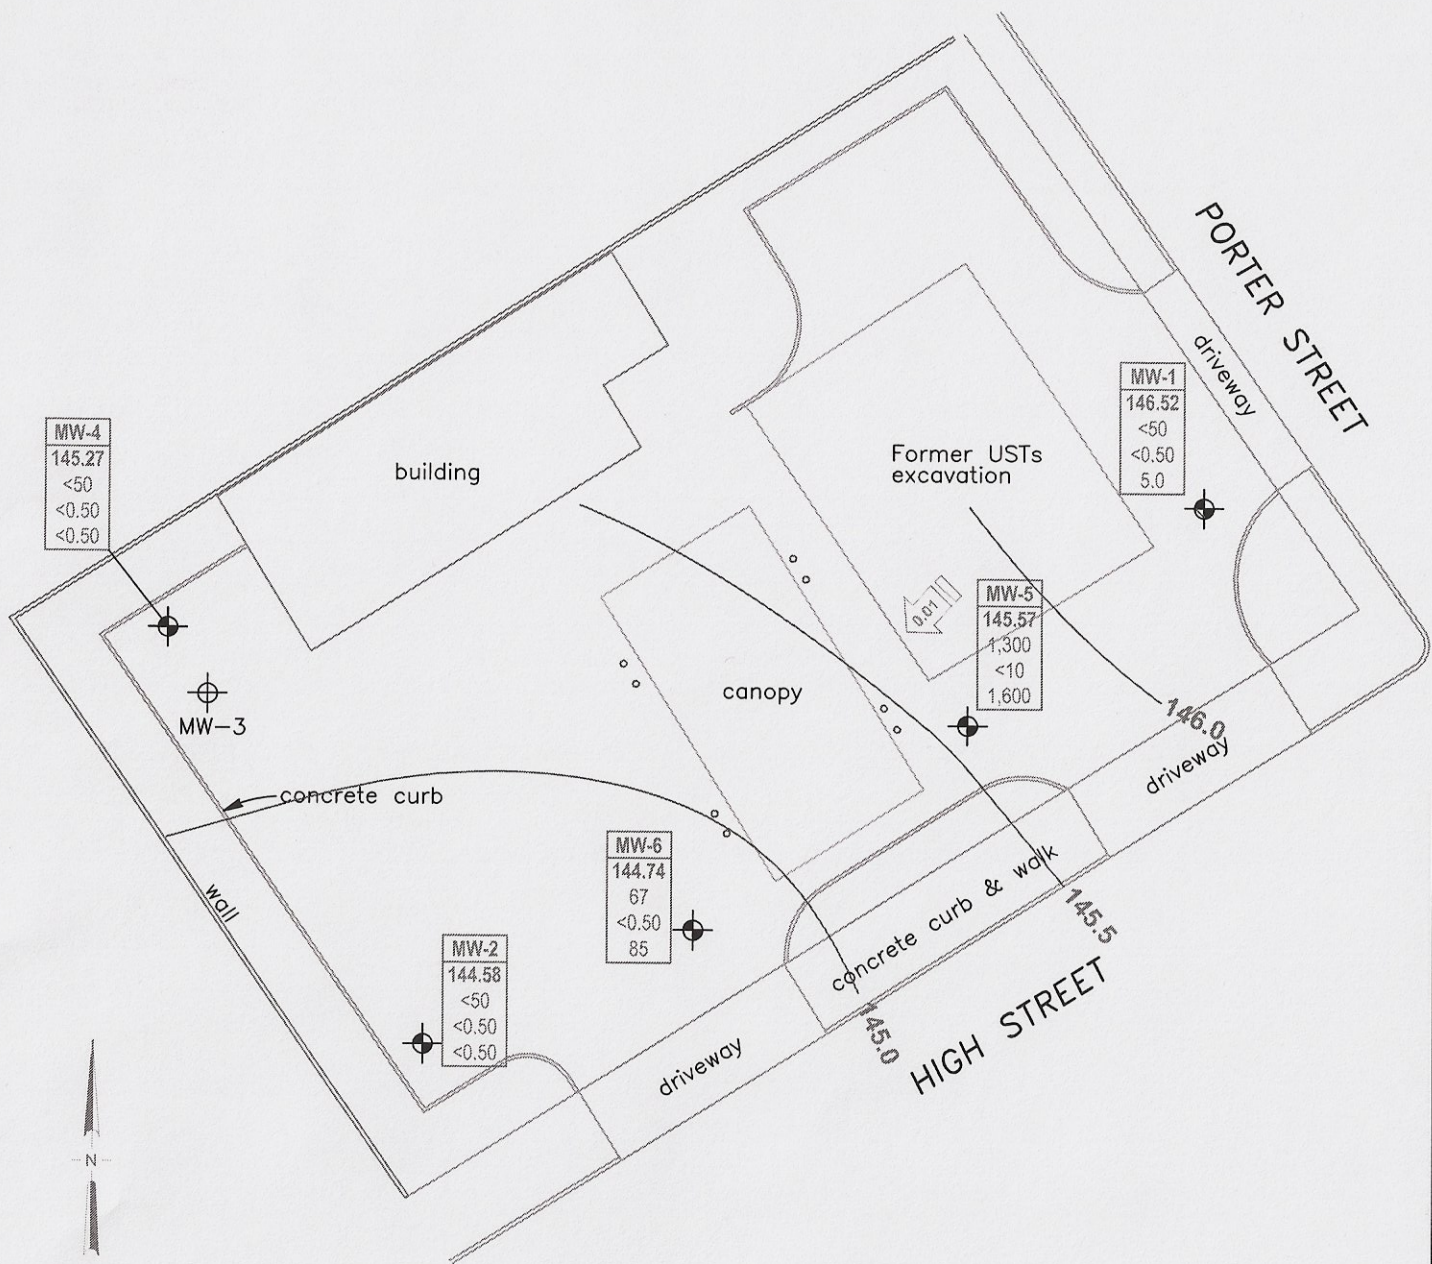 PORTER STREET
driveway
MW-1
146.52
<50
<0.50
5.0
MW-4
145.27
<50
<0.50
<0.50
building
Former USTs
excavation
0.01
MW-5
145.57
1,300
<10
1,600
canopy
MW-3
146.0
driveway
concrete curb
MW-6
144.74
67
<0.50
85
wall
concrete curb & walk
145.5
MW-2
144.58
<50
<0.50
<0.50
145.0
HIGH STREET
driveway
N